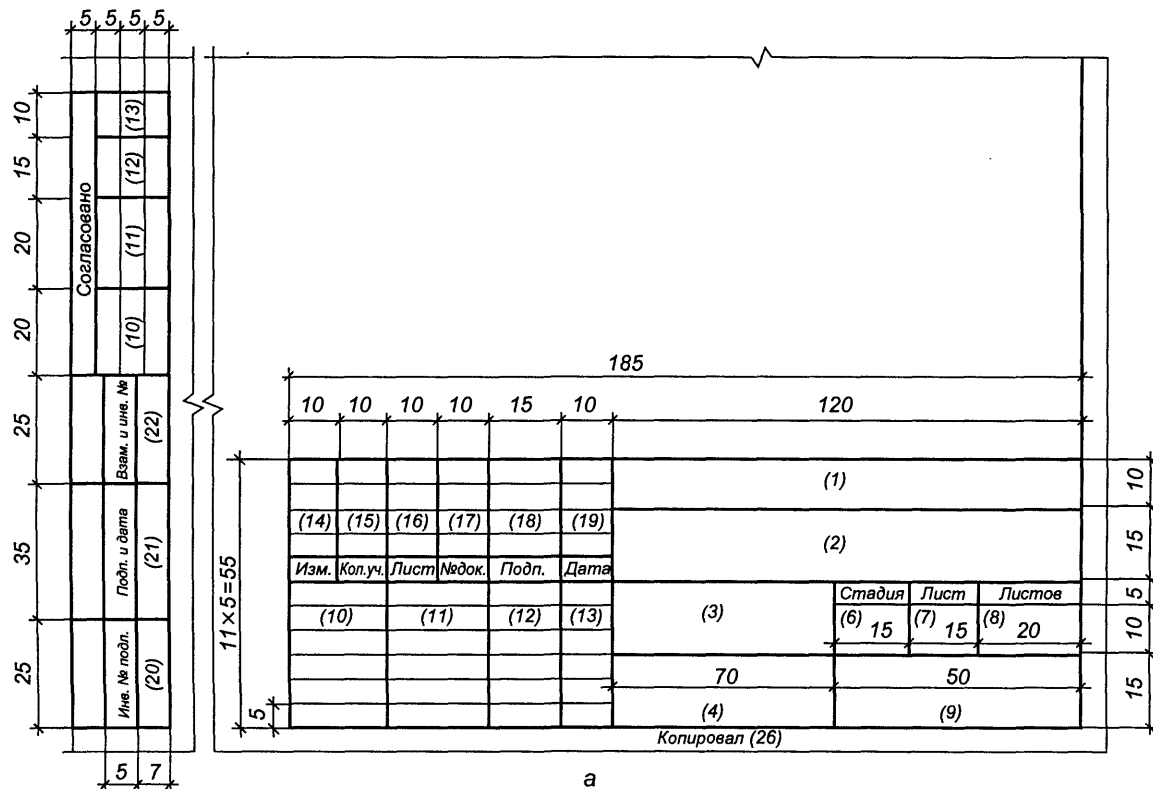 5 5 5 5
10 15 20 20 25 35 25
Согласовано
(13)
(12)
(11)
(10)
Взам. и инв. №
(22)
Подп. и дата
(21)
Инв. № подл.
(20)
5 7
185
10 10 10 10 15 10 120
11×5=55
5
(1)
10
(14) (15) (16) (17) (18) (19)
(2)
15
Изм. Кол.уч. Лист №док. Подп. Дата
Стадия Лист Листов
5
(10) (11) (12) (13)
(3)
(6) 15 (7) 15 (8) 20
10
70 50
15
(4) (9)
Копировал (26)
а